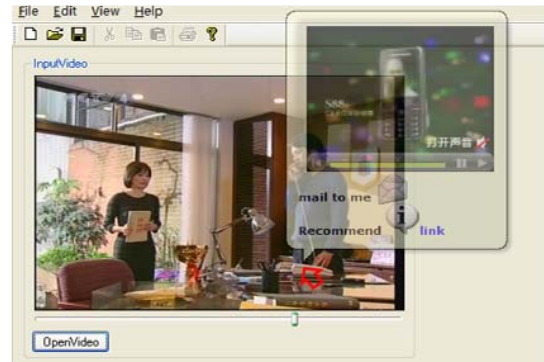 File Edit View Help
InputVideo
S88
打开声音
mail to me
Recommend link
OpenVideo